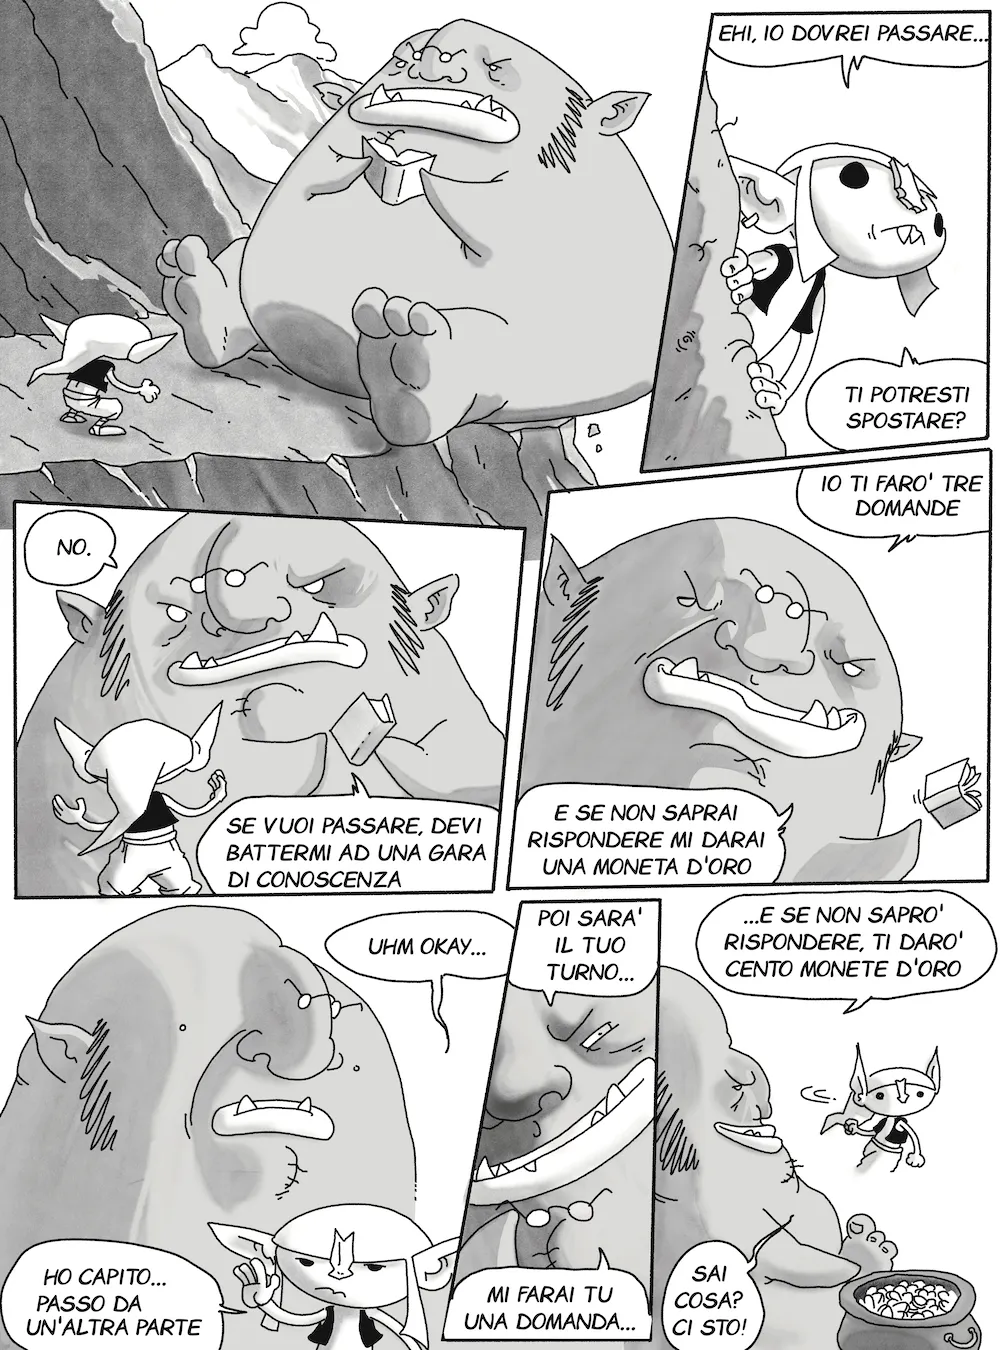 EHI, IO DOVREI PASSARE...
TI POTRESTI
SPOSTARE?
NO.
SE VUOI PASSARE, DEVI
BATTERMI AD UNA GARA
DI CONOSCENZA
IO TI FARO' TRE
DOMANDE
E SE NON SAPRAI
RISPONDERE MI DARAI
UNA MONETA D'ORO
UHM OKAY...
HO CAPITO...
PASSO DA
UN'ALTRA PARTE
POI SARA'
IL TUO
TURNO...
MI FARAI TU
UNA DOMANDA...
...E SE NON SAPRO'
RISPONDERE, TI DARO'
CENTO MONETE D'ORO
SAI
COSA?
CI STO!